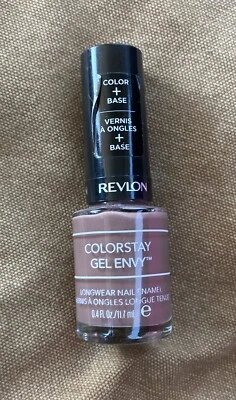 COLOR
+
BASE
VERNIS
À ONGLES
+
BASE
REVLON
COLORSTAY
GEL ENVY™
LONGWEAR NAIL ENAMEL
VERNIS À ONGLES LONGUE TENUE
0.4 Fl. Oz./11.7 mL e